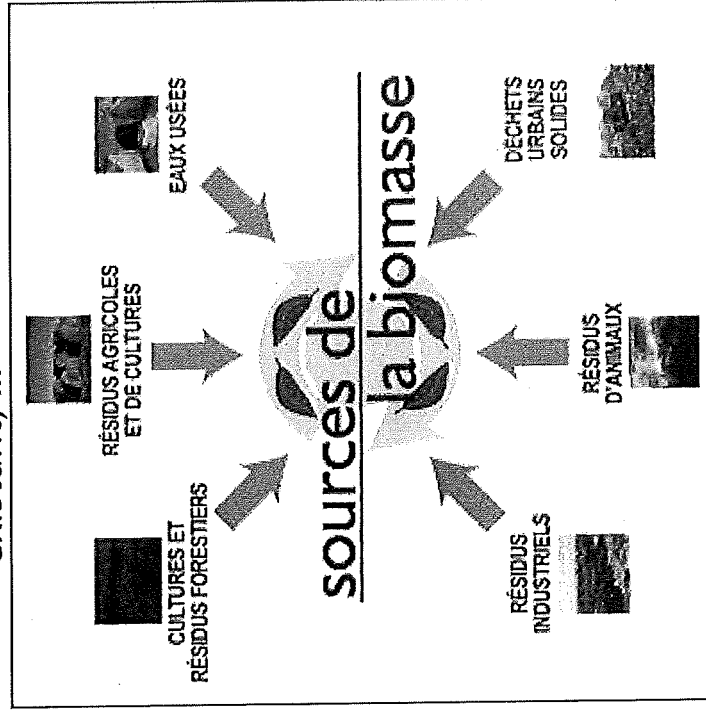 CULTURES ET
RÉSIDUS FORESTIERS
RÉSIDUS AGRICOLES
ET DE CULTURES
EAUX USÉES
sources de
la biomasse
RÉSIDUS
INDUSTRIELS
RÉSIDUS
D'ANIMAUX
DÉCHETS
URBAINS
SOLIDES